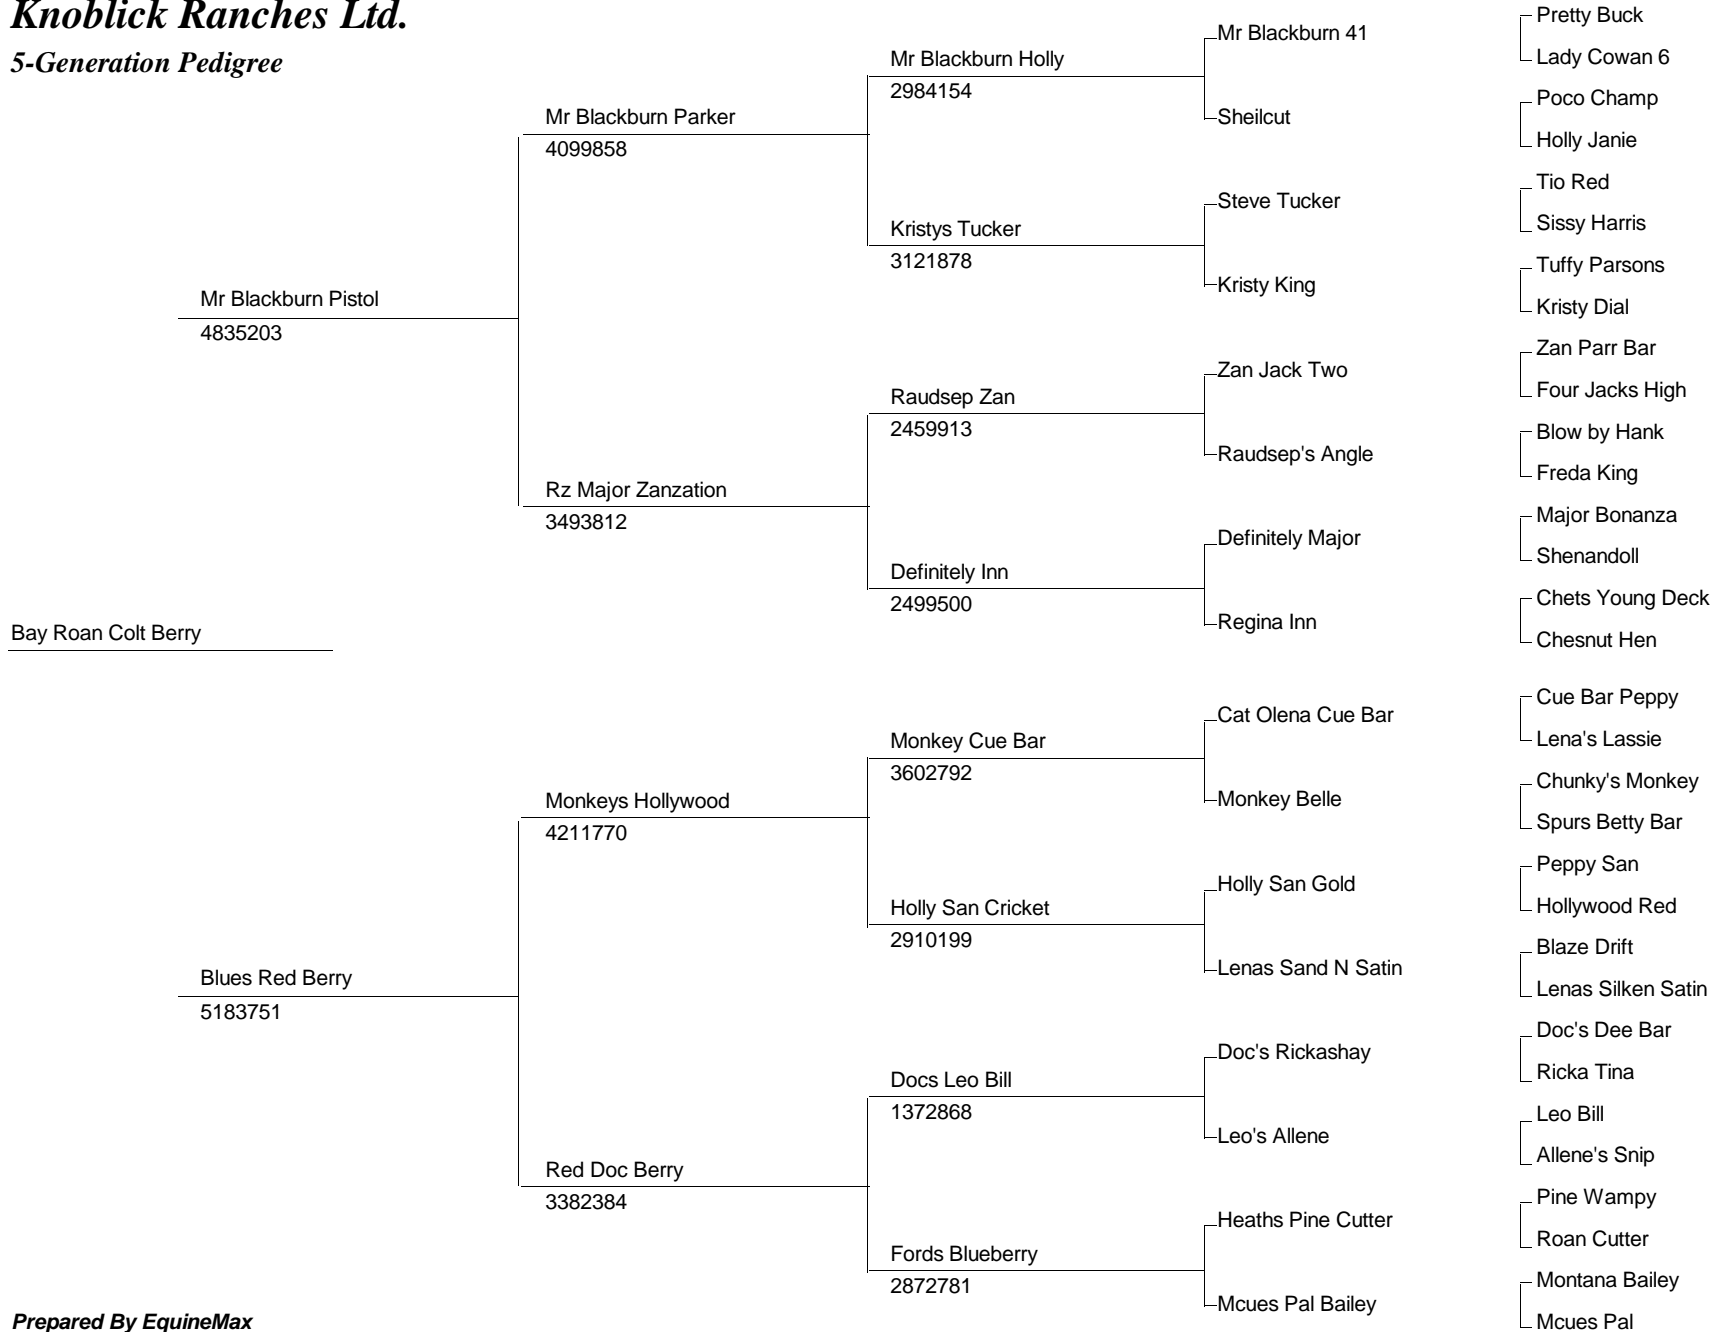 Knoblick Ranches Ltd.
5-Generation Pedigree
Bay Roan Colt Berry
Mr Blackburn Pistol
4835203
Blues Red Berry
5183751
Mr Blackburn Parker
4099858
Rz Major Zanzation
3493812
Monkeys Hollywood
4211770
Red Doc Berry
3382384
Mr Blackburn Holly
2984154
Kristys Tucker
3121878
Raudsep Zan
2459913
Definitely Inn
2499500
Monkey Cue Bar
3602792
Holly San Cricket
2910199
Docs Leo Bill
1372868
Fords Blueberry
2872781
Mr Blackburn 41
Sheilcut
Steve Tucker
Kristy King
Zan Jack Two
Raudsep's Angle
Definitely Major
Regina Inn
Cat Olena Cue Bar
Monkey Belle
Holly San Gold
Lenas Sand N Satin
Doc's Rickashay
Leo's Allene
Heaths Pine Cutter
Mcues Pal Bailey
Pretty Buck
Lady Cowan 6
Poco Champ
Holly Janie
Tio Red
Sissy Harris
Tuffy Parsons
Kristy Dial
Zan Parr Bar
Four Jacks High
Blow by Hank
Freda King
Major Bonanza
Shenandoll
Chets Young Deck
Chesnut Hen
Cue Bar Peppy
Lena's Lassie
Chunky's Monkey
Spurs Betty Bar
Peppy San
Hollywood Red
Blaze Drift
Lenas Silken Satin
Doc's Dee Bar
Ricka Tina
Leo Bill
Allene's Snip
Pine Wampy
Roan Cutter
Montana Bailey
Mcues Pal
Prepared By EquineMax